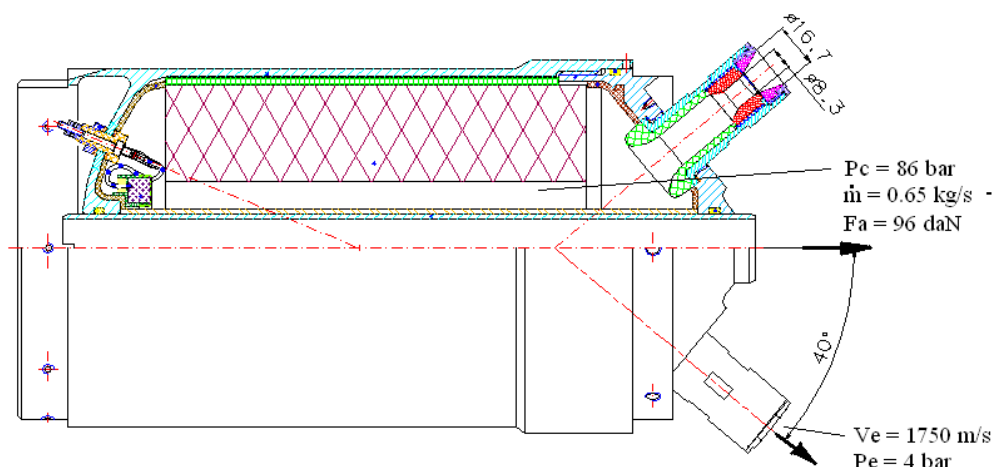 ø16.7
ø8.3
4
Pc = 86 bar
ṁ = 0.65 kg/s -
Fa = 96 daN
40°
Ve = 1750 m/s
Pe = 4 bar